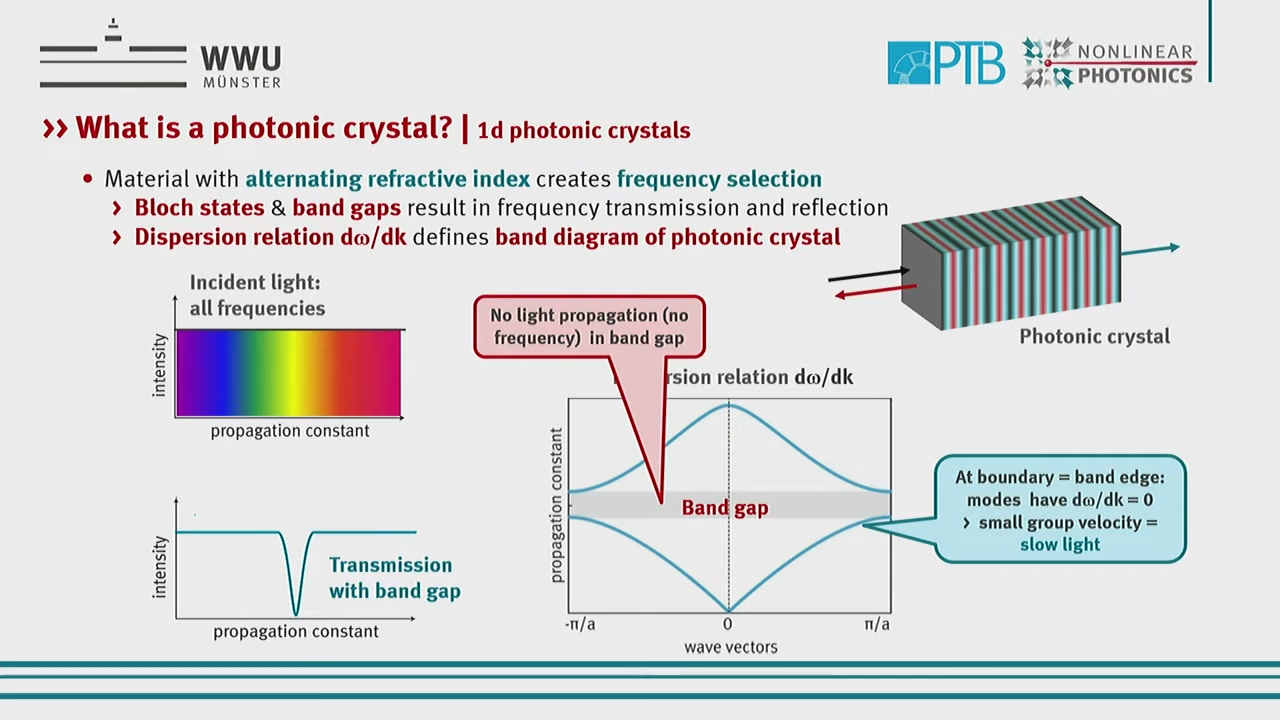 WWU
MÜNSTER
PTB
NONLINEAR
PHOTONICS
›› What is a photonic crystal? | 1d photonic crystals
• Material with alternating refractive index creates frequency selection
› Bloch states & band gaps result in frequency transmission and reflection
› Dispersion relation dω/dk defines band diagram of photonic crystal
Incident light:
all frequencies
intensity
propagation constant
No light propagation (no
frequency) in band gap
Photonic crystal
rsion relation dω/dk
propagation constant
Band gap
-π/a
0
π/a
wave vectors
At boundary = band edge:
modes have dω/dk = 0
› small group velocity =
slow light
intensity
Transmission
with band gap
propagation constant